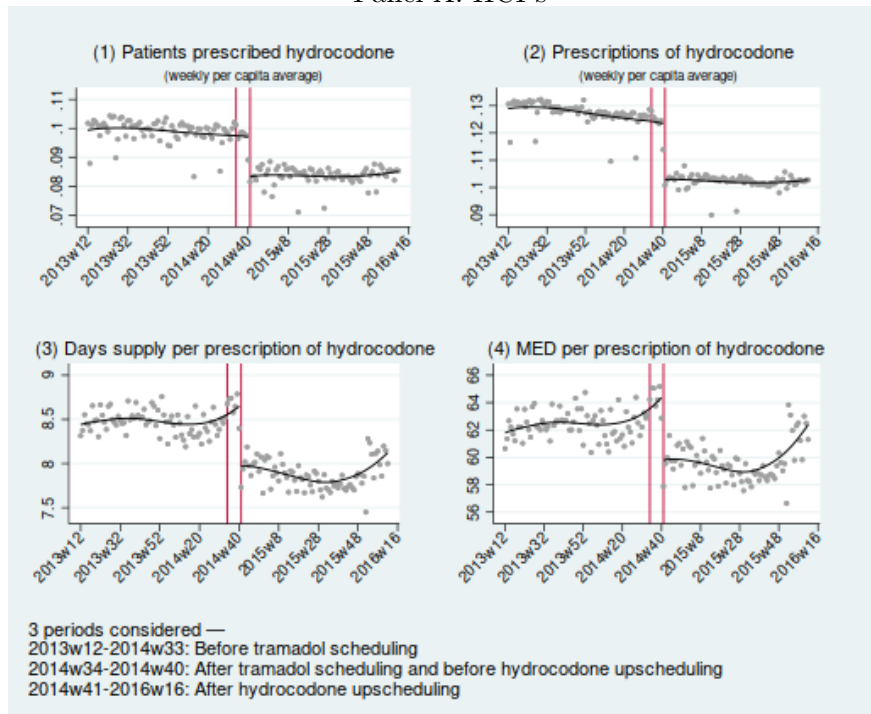 Panel A: HCPs
(1) Patients prescribed hydrocodone
(weekly per capita average)
.11
.1
.09
.08
.07
2013w12
2013w32
2013w52
2014w20
2014w40
2015w8
2015w28
2015w48
2016w16
(2) Prescriptions of hydrocodone
(weekly per capita average)
.13
.12
.11
.1
.09
2013w12
2013w32
2013w52
2014w20
2014w40
2015w8
2015w28
2015w48
2016w16
(3) Days supply per prescription of hydrocodone
9
8.5
8
7.5
2013w12
2013w32
2013w52
2014w20
2014w40
2015w8
2015w28
2015w48
2016w16
(4) MED per prescription of hydrocodone
66
64
62
60
58
56
2013w12
2013w32
2013w52
2014w20
2014w40
2015w8
2015w28
2015w48
2016w16
3 periods considered —
2013w12-2014w33: Before tramadol scheduling
2014w34-2014w40: After tramadol scheduling and before hydrocodone upscheduling
2014w41-2016w16: After hydrocodone upscheduling